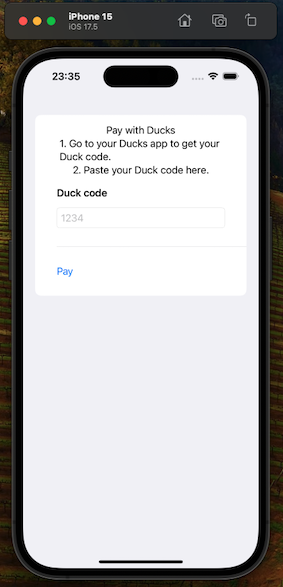 iPhone 15
iOS 17.5
23:35
Pay with Ducks
1. Go to your Ducks app to get your
Duck code.
2. Paste your Duck code here.
Duck code
1234
Pay